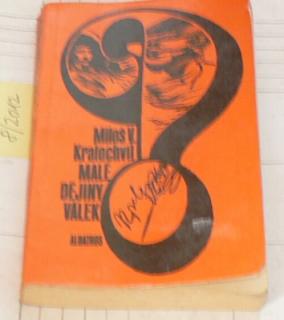 8/2012
Miloš V.
Kratochvíl
MALÉ
DĚJINY
VÁLEK
ALBATROS